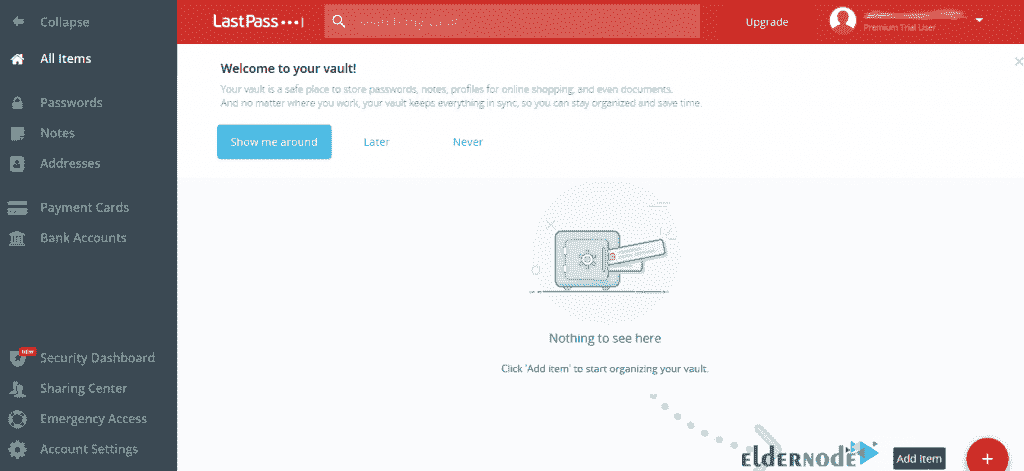 Collapse
All Items
Passwords
Notes
Addresses
Payment Cards
Bank Accounts
NEW
Security Dashboard
Sharing Center
Emergency Access
Account Settings
LastPass
Upgrade
Premium Trial User
Welcome to your vault!
Your vault is a safe place to store passwords, notes, profiles for online shopping, and even documents.
And no matter where you work, your vault keeps everything in sync, so you can stay organized and save time.
Show me around
Later
Never
Nothing to see here
Click 'Add item' to start organizing your vault.
elderNode
Add Item